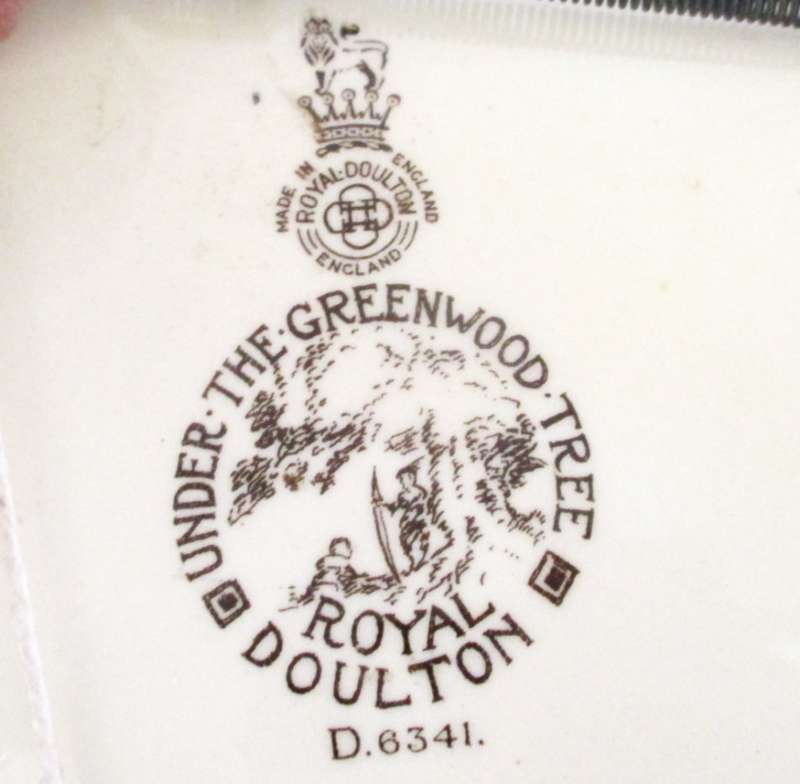 MADE IN ENGLAND
ROYAL·DOULTON
ENGLAND
UNDER·THE·GREENWOOD·TREE
ROYAL
DOULTON
D.6341.